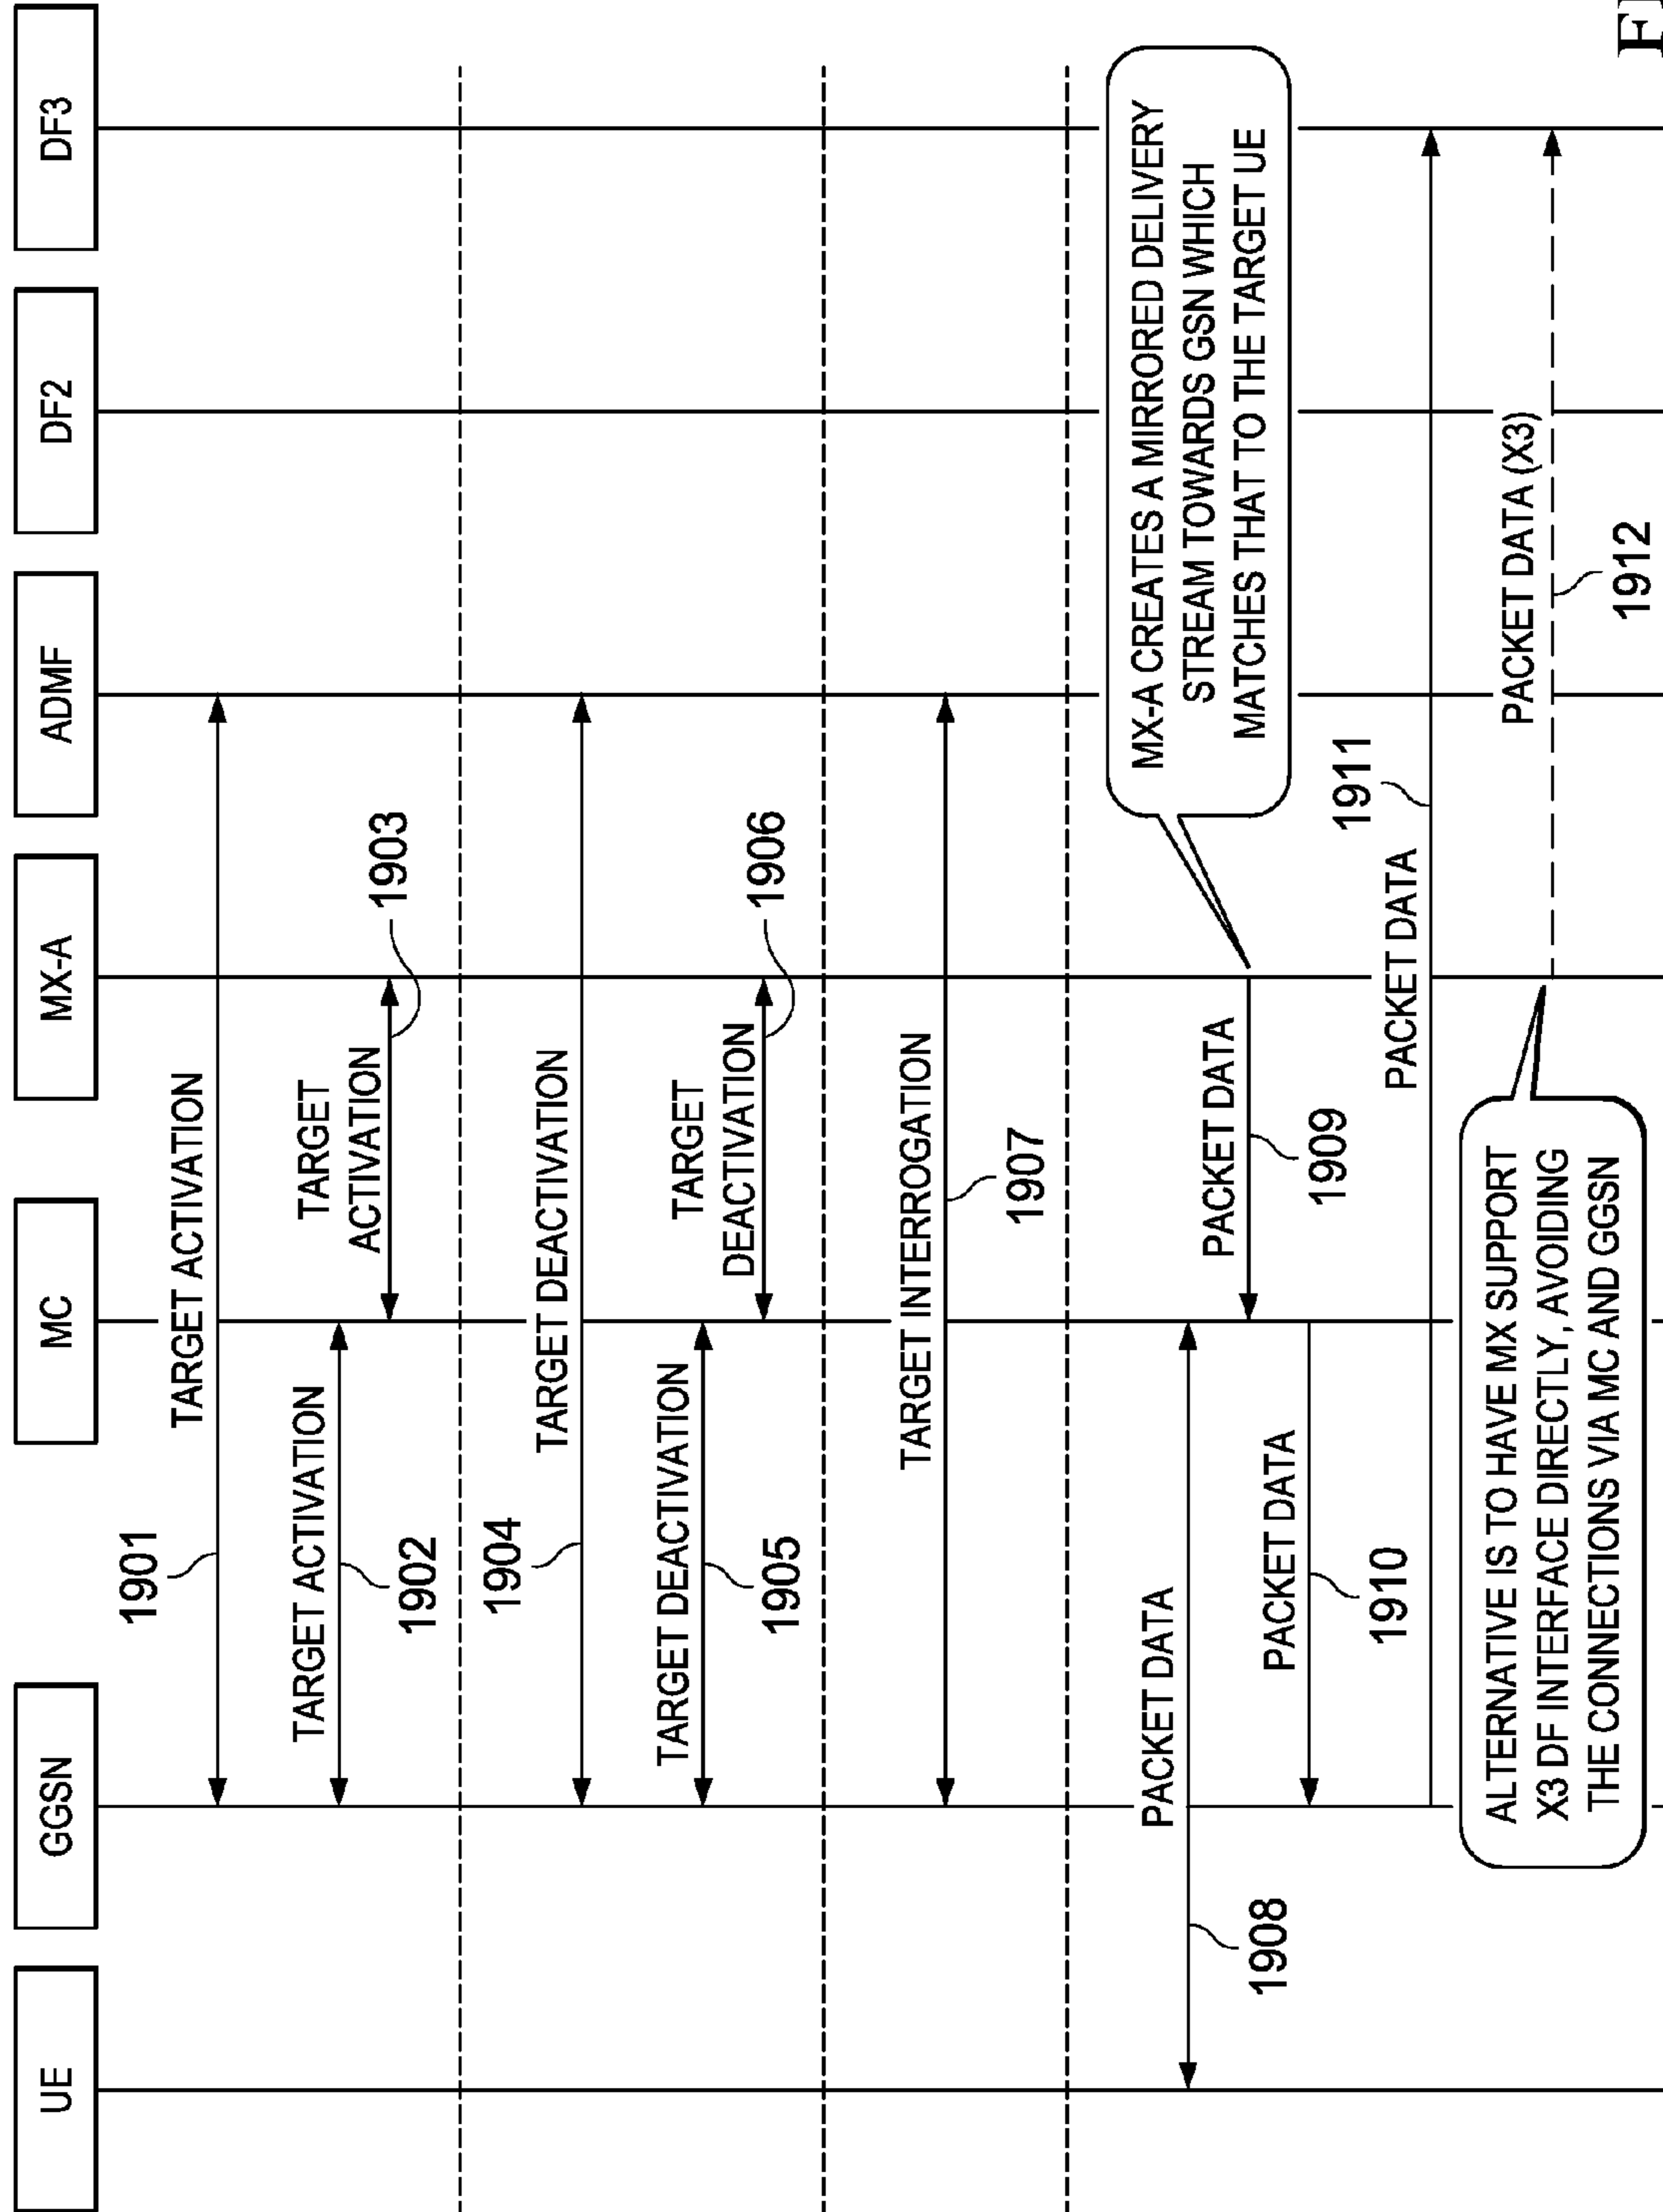 UE
GGSN
MC
MX-A
ADMF
DF2
DF3
1901
TARGET ACTIVATION
TARGET ACTIVATION
1902
TARGET
ACTIVATION
1903
1904
TARGET DEACTIVATION
TARGET DEACTIVATION
1905
TARGET
DEACTIVATION
1906
TARGET INTERROGATION
1907
PACKET DATA
1908
PACKET DATA
1909
MX-A CREATES A MIRRORED DELIVERY
STREAM TOWARDS GSN WHICH
MATCHES THAT TO THE TARGET UE
PACKET DATA
1910
PACKET DATA
1911
ALTERNATIVE IS TO HAVE MX SUPPORT
X3 DF INTERFACE DIRECTLY, AVOIDING
THE CONNECTIONS VIA MC AND GGSN
PACKET DATA (X3)
1912